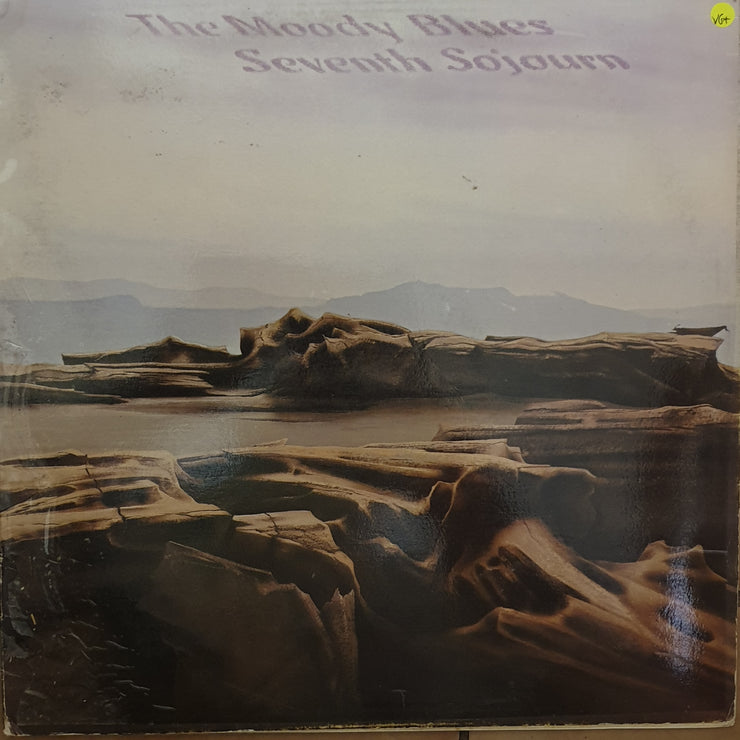 The Moody Blues
Seventh Sojourn
VG+